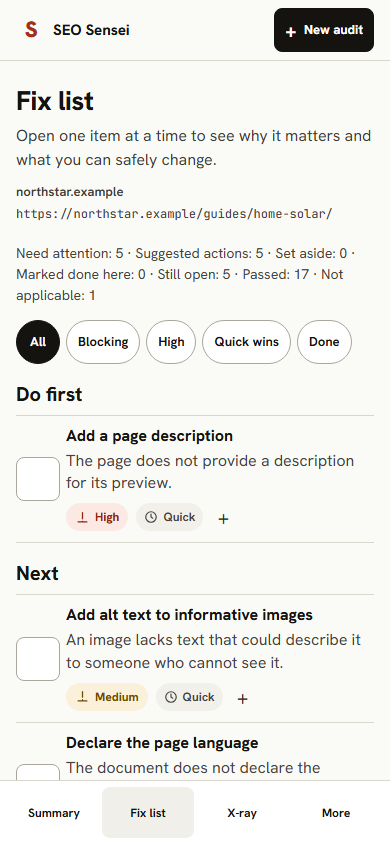 S SEO Sensei
+ New audit
Fix list
Open one item at a time to see why it matters and
what you can safely change.
northstar.example
https://northstar.example/guides/home-solar/
Need attention: 5 · Suggested actions: 5 · Set aside: 0 ·
Marked done here: 0 · Still open: 5 · Passed: 17 · Not
applicable: 1
All Blocking High Quick wins Done
Do first
Add a page description
The page does not provide a description
for its preview.
High Quick +
Next
Add alt text to informative images
An image lacks text that could describe it
to someone who cannot see it.
Medium Quick +
Declare the page language
The document does not declare the
Summary Fix list X-ray More